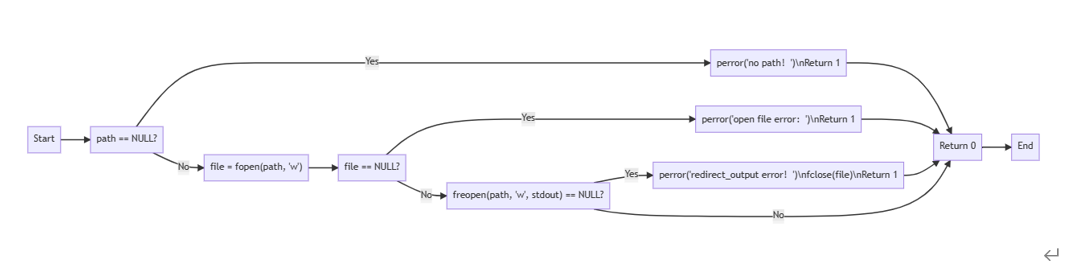 Yes
perror('no path! ')\nReturn 1
Yes
perror('open file error: ')\nReturn 1
Start
path == NULL?
Return 0
End
No
file = fopen(path, 'w')
file == NULL?
Yes
perror('redirect_output error! ')\nfclose(file)\nReturn 1
No
freopen(path, 'w', stdout) == NULL?
No